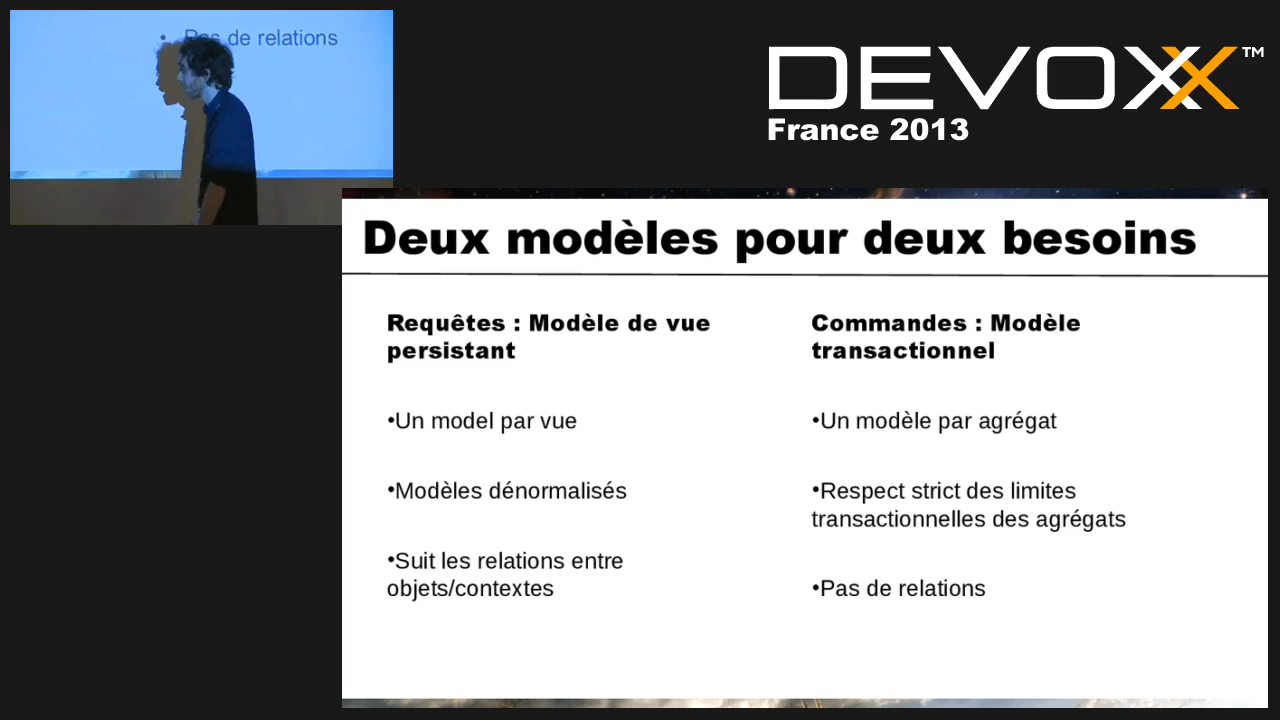 • Pas de relations
DEVOXX™
France 2013
Deux modèles pour deux besoins
Requêtes : Modèle de vue
persistant
•Un model par vue
•Modèles dénormalisés
•Suit les relations entre
objets/contextes
Commandes : Modèle
transactionnel
•Un modèle par agrégat
•Respect strict des limites
transactionnelles des agrégats
•Pas de relations